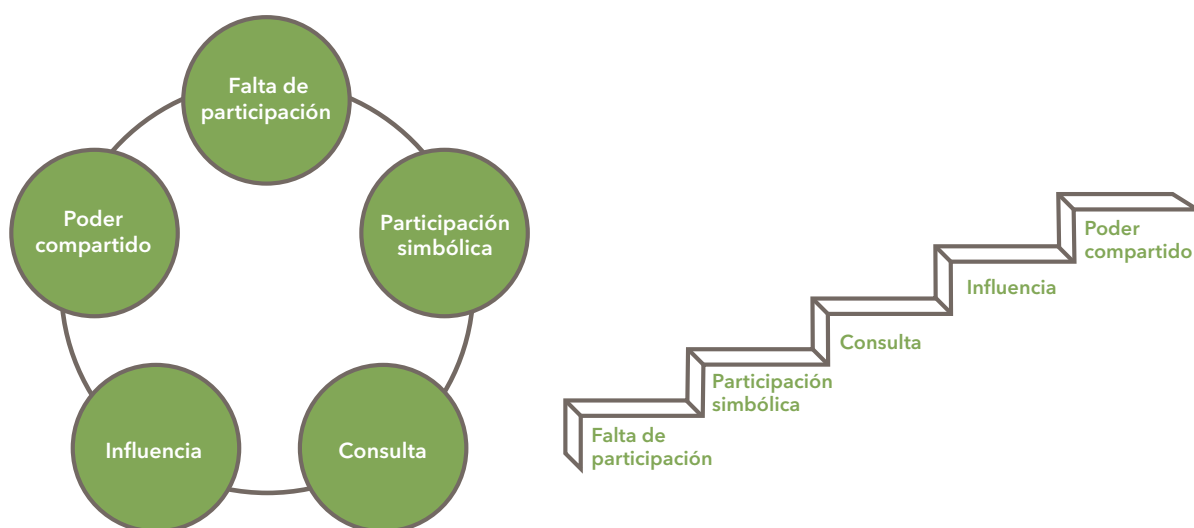 Falta de
participación
Participación
simbólica
Consulta
Influencia
Poder
compartido
Falta de
participación
Participación
simbólica
Consulta
Influencia
Poder
compartido